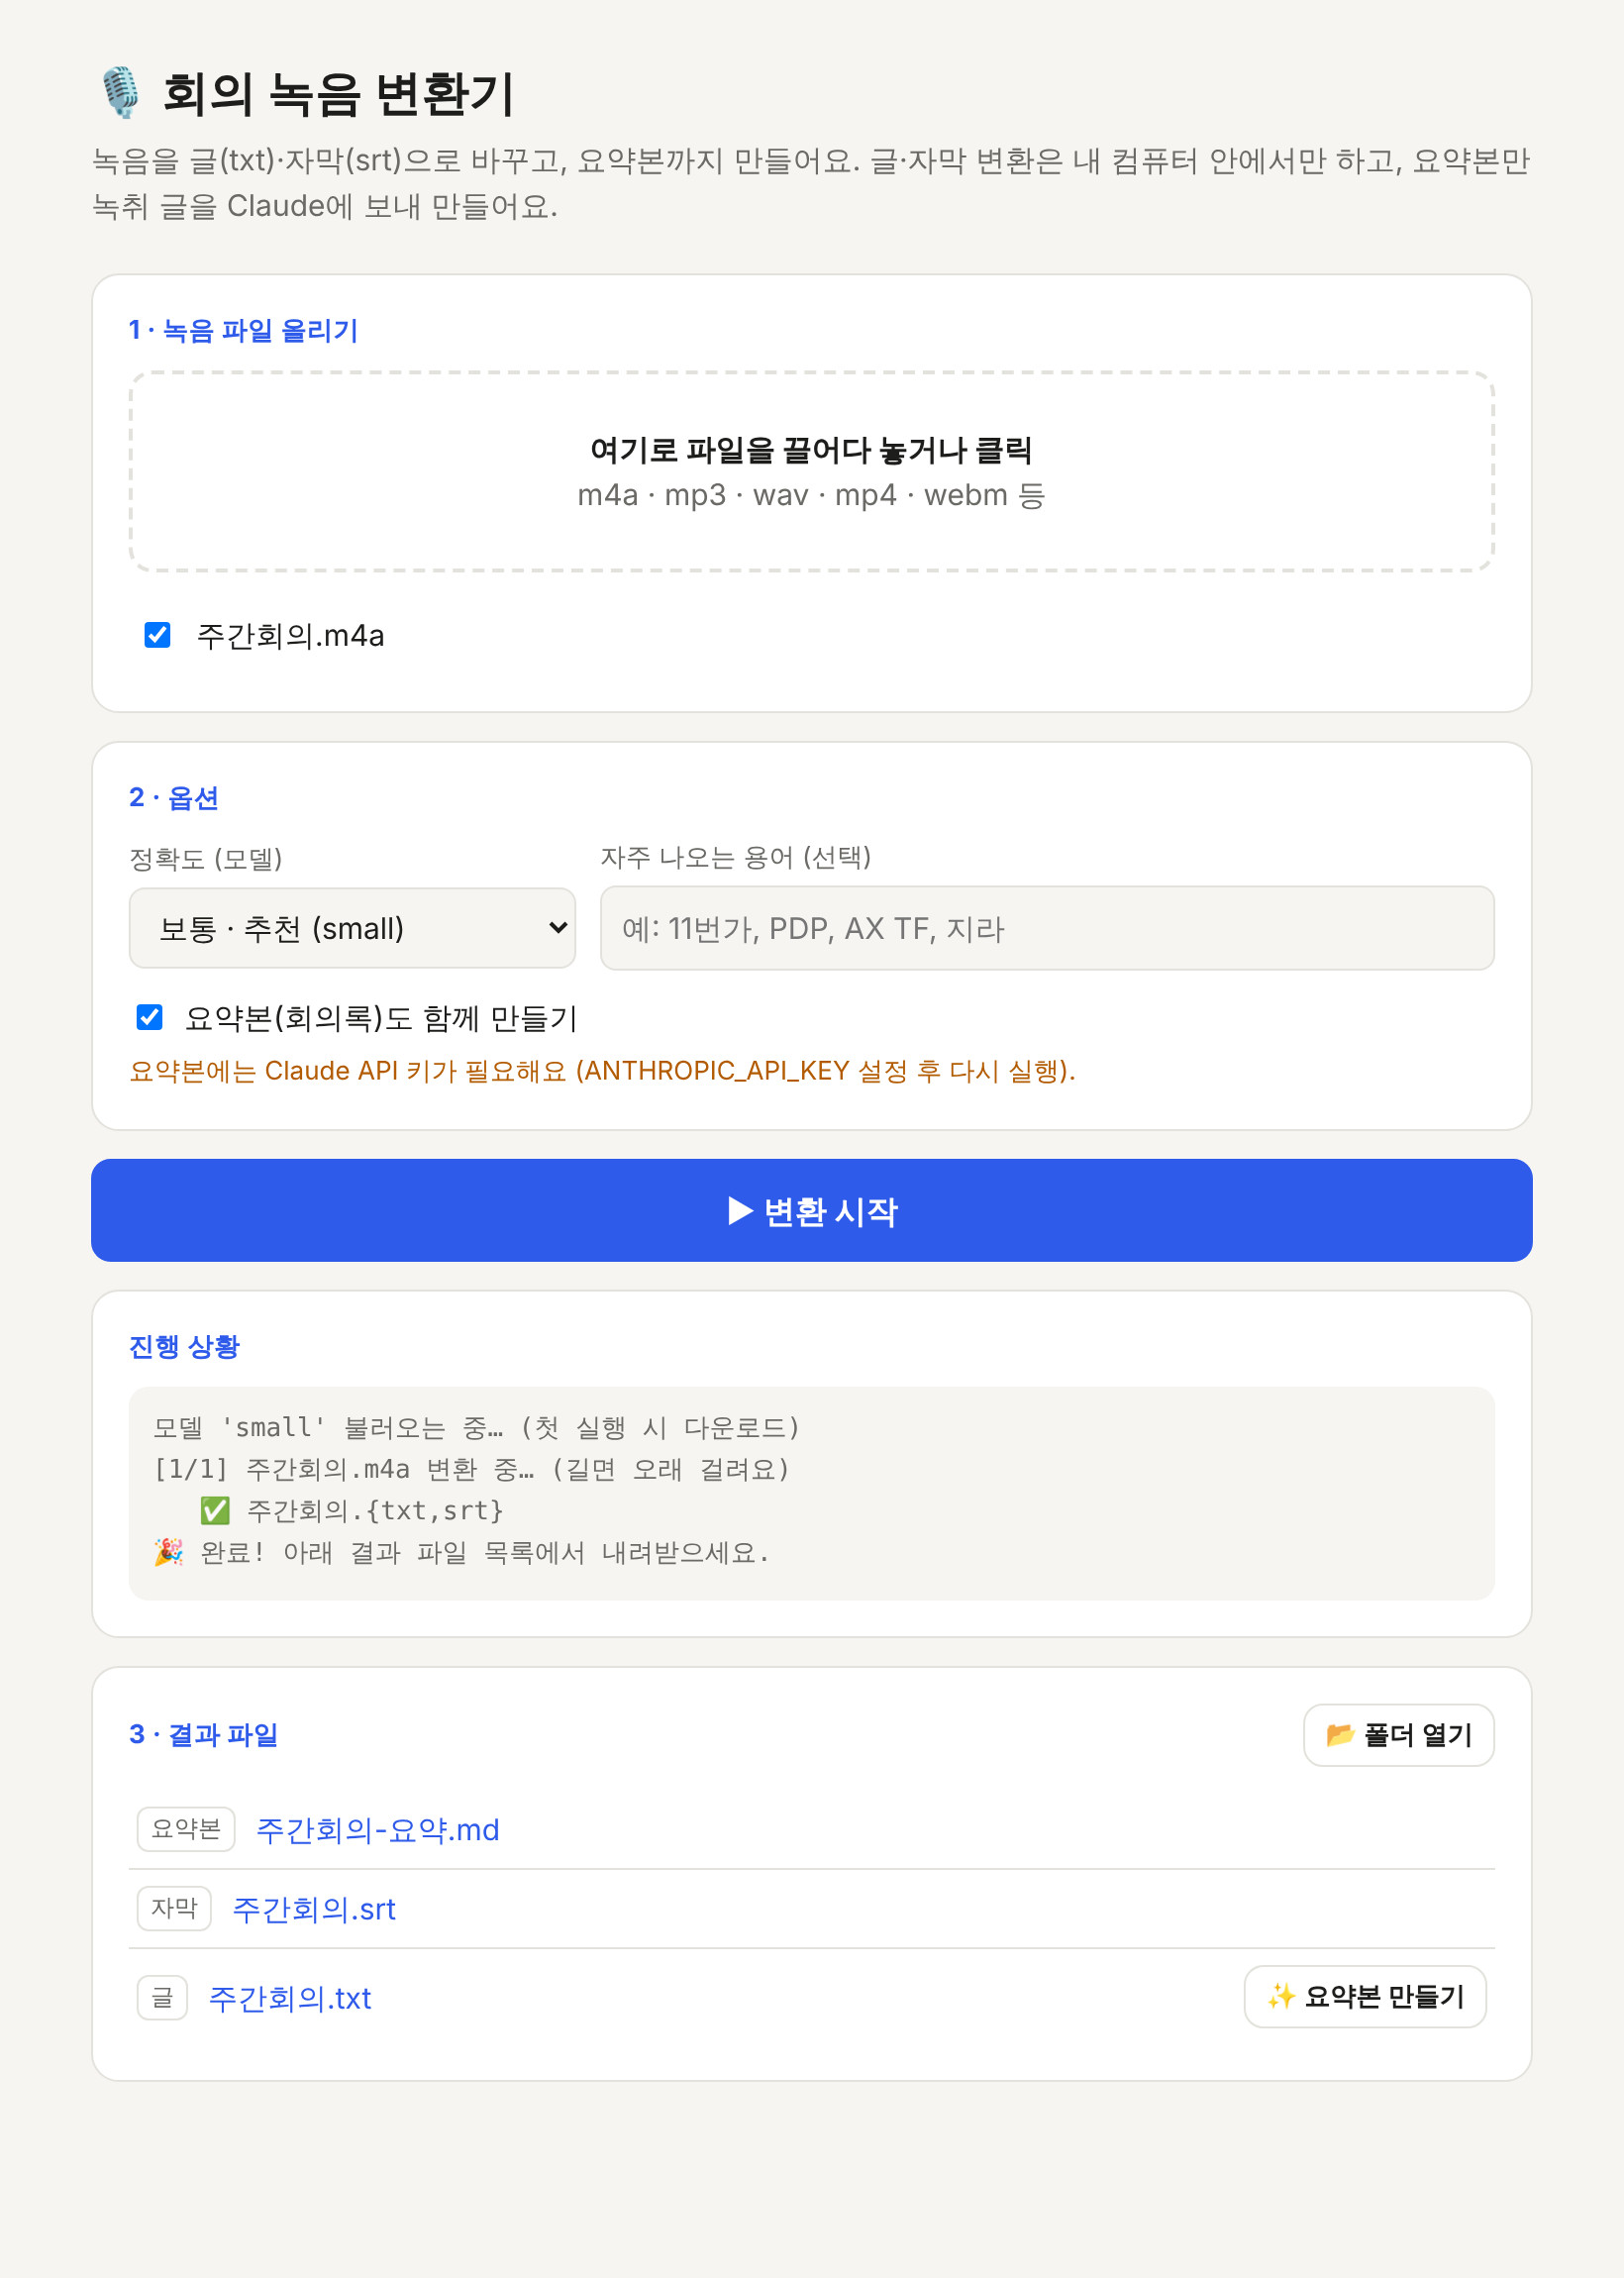 🎙️ 회의 녹음 변환기
녹음을 글(txt)·자막(srt)으로 바꾸고, 요약본까지 만들어요. 글·자막 변환은 내 컴퓨터 안에서만 하고, 요약본만
녹취 글을 Claude에 보내 만들어요.
1 · 녹음 파일 올리기
여기로 파일을 끌어다 놓거나 클릭
m4a · mp3 · wav · mp4 · webm 등
주간회의.m4a
2 · 옵션
정확도 (모델)
자주 나오는 용어 (선택)
보통 · 추천 (small)
예: 11번가, PDP, AX TF, 지라
요약본(회의록)도 함께 만들기
요약본에는 Claude API 키가 필요해요 (ANTHROPIC_API_KEY 설정 후 다시 실행).
▶ 변환 시작
진행 상황
모델 'small' 불러오는 중… (첫 실행 시 다운로드)
[1/1] 주간회의.m4a 변환 중… (길면 오래 걸려요)
✅ 주간회의.{txt,srt}
🎉 완료! 아래 결과 파일 목록에서 내려받으세요.
3 · 결과 파일
📂 폴더 열기
요약본 주간회의-요약.md
자막 주간회의.srt
글 주간회의.txt
✨ 요약본 만들기